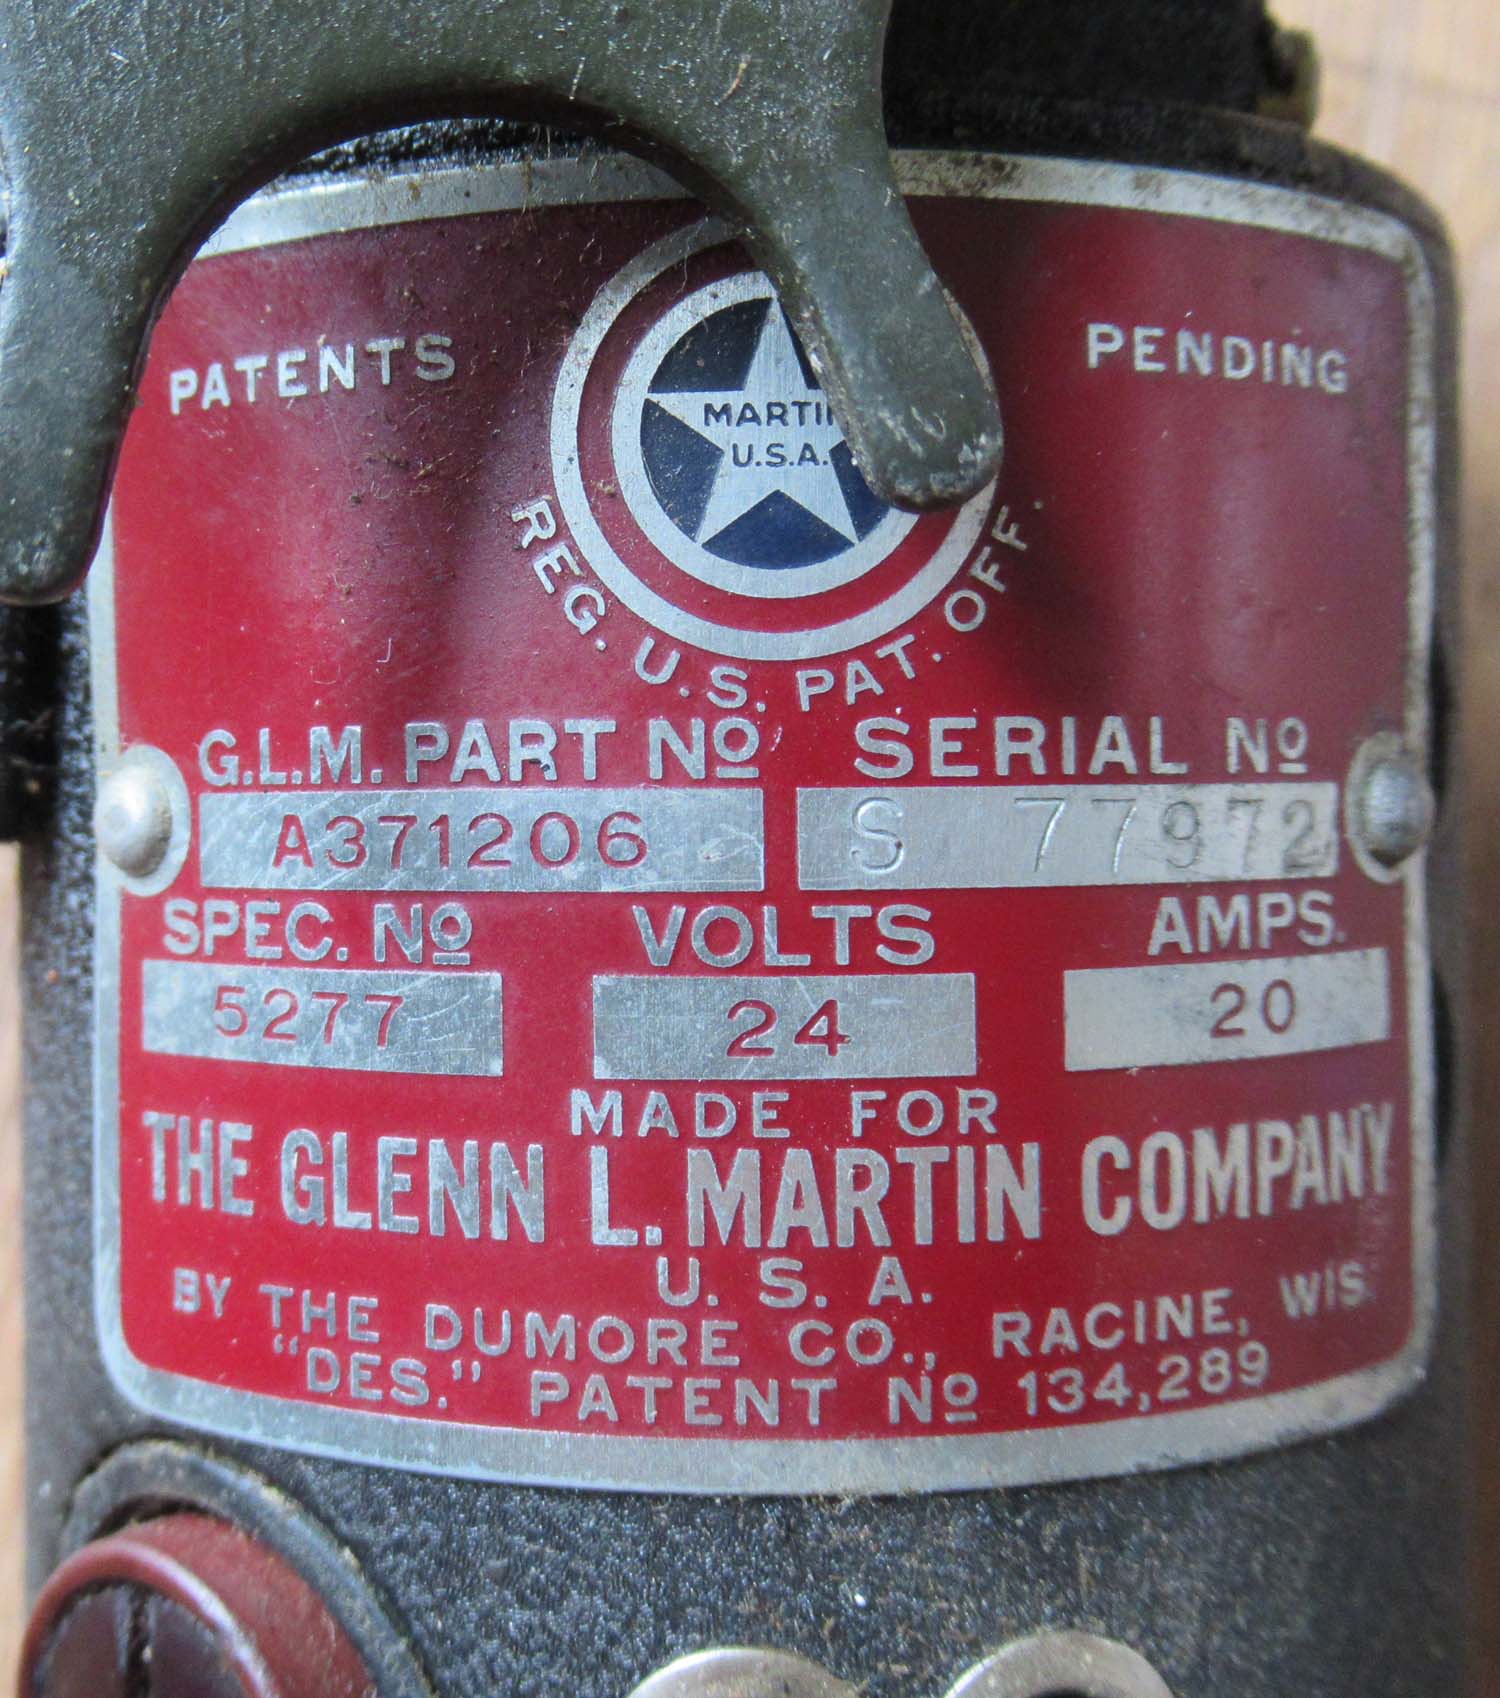 PATENTS PENDING
MARTIN
U.S.A.
REG. U.S. PAT. OFF.
G.L.M. PART Nº SERIAL Nº
A371206 S 77972
SPEC. Nº VOLTS AMPS.
5277 24 20
MADE FOR
THE GLENN L. MARTIN COMPANY
U. S. A.
BY THE DUMORE CO., RACINE, WIS.
"DES." PATENT Nº 134,289